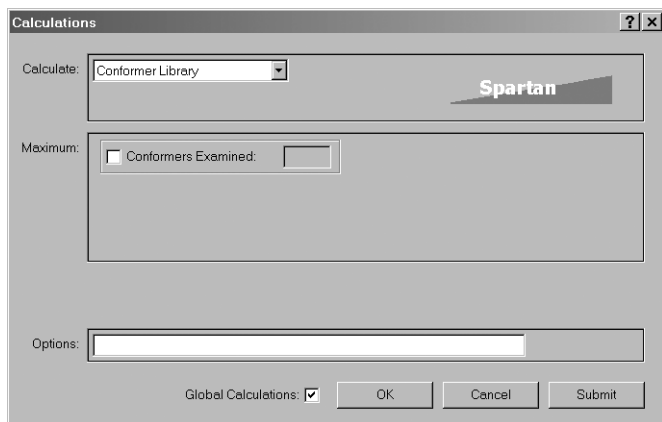 Calculations
Calculate: Conformer Library
Spartan
Maximum: Conformers Examined:
Options:
Global Calculations: OK Cancel Submit